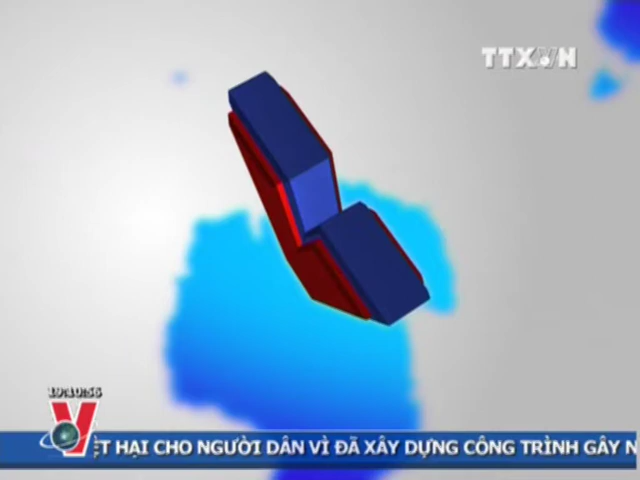 TTXVN
19:10:56
ỆT HẠI CHO NGƯỜI DÂN VÌ ĐÃ XÂY DỰNG CÔNG TRÌNH GÂY N